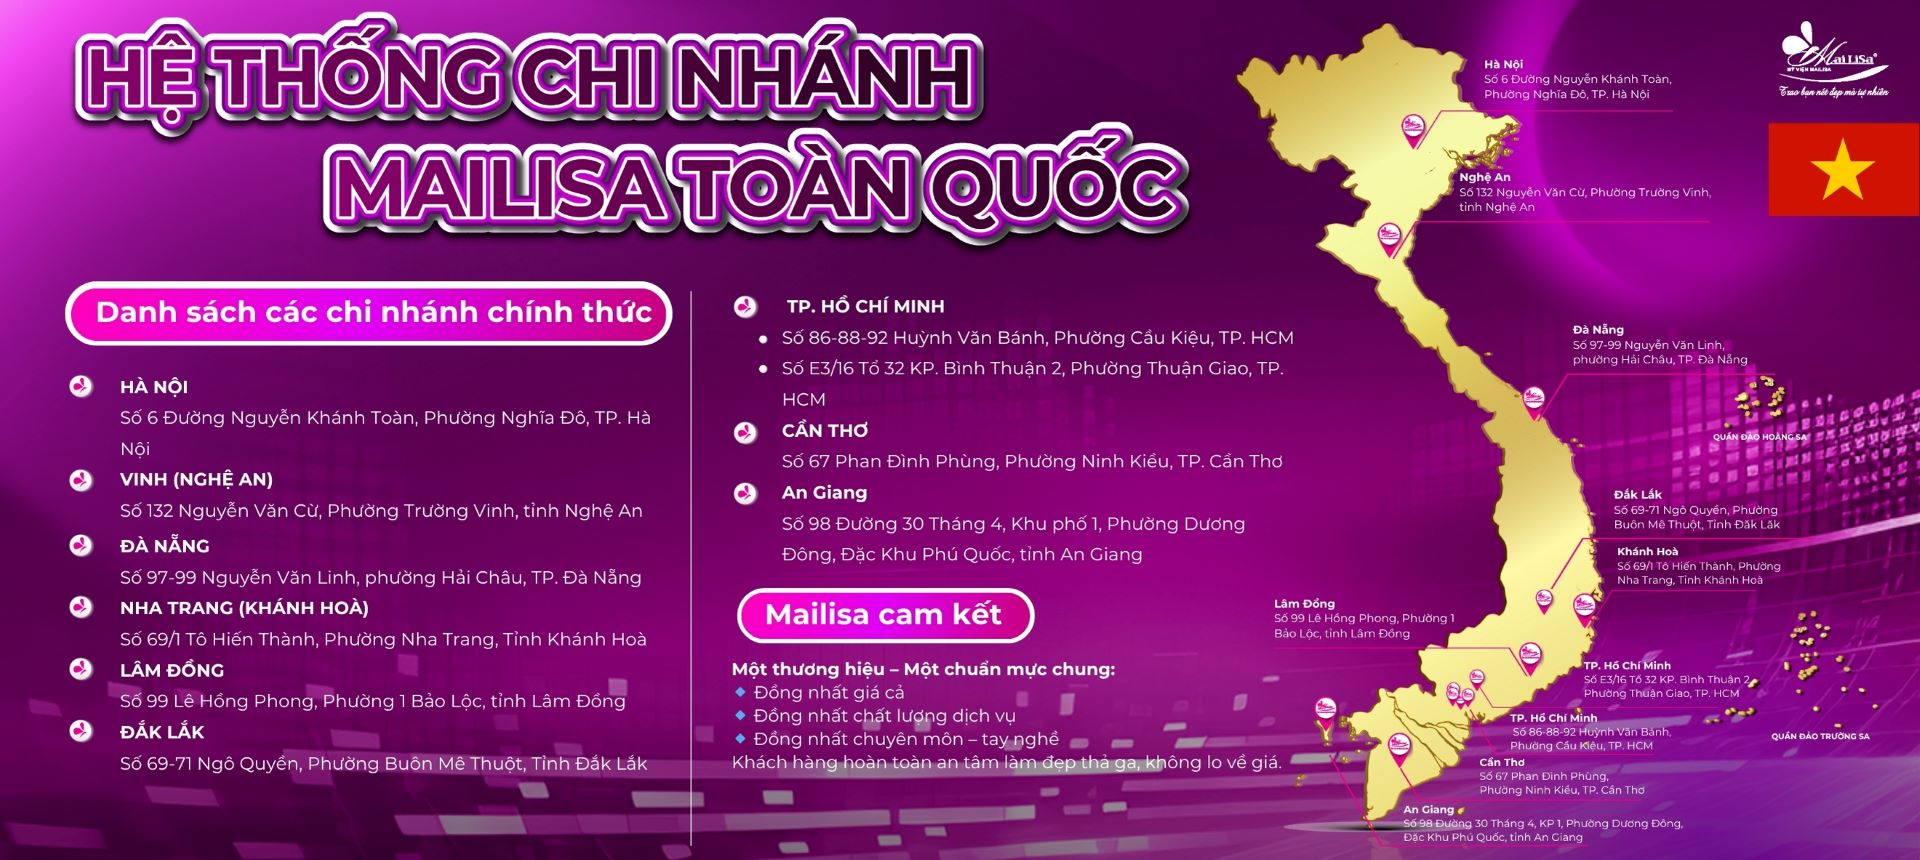 HỆ THỐNG CHI NHÁNH
MAILISA TOÀN QUỐC
Danh sách các chi nhánh chính thức
HÀ NỘI
Số 6 Đường Nguyễn Khánh Toàn, Phường Nghĩa Đô, TP. Hà
Nội
VINH (NGHỆ AN)
Số 132 Nguyễn Văn Cừ, Phường Trường Vinh, tỉnh Nghệ An
ĐÀ NẴNG
Số 97-99 Nguyễn Văn Linh, phường Hải Châu, TP. Đà Nẵng
NHA TRANG (KHÁNH HOÀ)
Số 69/1 Tô Hiến Thành, Phường Nha Trang, Tỉnh Khánh Hoà
LÂM ĐỒNG
Số 99 Lê Hồng Phong, Phường 1 Bảo Lộc, tỉnh Lâm Đồng
ĐẮK LẮK
Số 69-71 Ngô Quyền, Phường Buôn Mê Thuột, Tỉnh Đắk Lắk
TP. HỒ CHÍ MINH
Số 86-88-92 Huỳnh Văn Bánh, Phường Cầu Kiệu, TP. HCM
Số E3/16 Tổ 32 KP. Bình Thuận 2, Phường Thuận Giao, TP.
HCM
CẦN THƠ
Số 67 Phan Đình Phùng, Phường Ninh Kiều, TP. Cần Thơ
An Giang
Số 98 Đường 30 Tháng 4, Khu phố 1, Phường Dương
Đông, Đặc Khu Phú Quốc, tỉnh An Giang
Mailisa cam kết
Một thương hiệu – Một chuẩn mực chung:
Đồng nhất giá cả
Đồng nhất chất lượng dịch vụ
Đồng nhất chuyên môn – tay nghề
Khách hàng hoàn toàn an tâm làm đẹp thả ga, không lo về giá.
Hà Nội
Số 6 Đường Nguyễn Khánh Toàn,
Phường Nghĩa Đô, TP. Hà Nội
Nghệ An
Số 132 Nguyễn Văn Cừ, Phường Trường Vinh,
tỉnh Nghệ An
Đà Nẵng
Số 97-99 Nguyễn Văn Linh,
phường Hải Châu, TP. Đà Nẵng
QUẦN ĐẢO HOÀNG SA
Đắk Lắk
Số 69-71 Ngô Quyền, Phường
Buôn Mê Thuột, Tỉnh Đắk Lắk
Khánh Hoà
Số 69/1 Tô Hiến Thành, Phường
Nha Trang, Tỉnh Khánh Hoà
Lâm Đồng
Số 99 Lê Hồng Phong, Phường 1
Bảo Lộc, tỉnh Lâm Đồng
TP. Hồ Chí Minh
Số E3/16 Tổ 32 KP. Bình Thuận 2,
Phường Thuận Giao, TP. HCM
TP. Hồ Chí Minh
Số 86-88-92 Huỳnh Văn Bánh,
Phường Cầu Kiệu, TP. HCM
QUẦN ĐẢO TRƯỜNG SA
Cần Thơ
Số 67 Phan Đình Phùng,
Phường Ninh Kiều, TP. Cần Thơ
An Giang
Số 98 Đường 30 Tháng 4, KP 1, Phường Dương Đông,
Đặc Khu Phú Quốc, tỉnh An Giang
Mai LiSa®
MỸ VIỆN MAILISA
Trao bạn nét đẹp mà tự nhiên